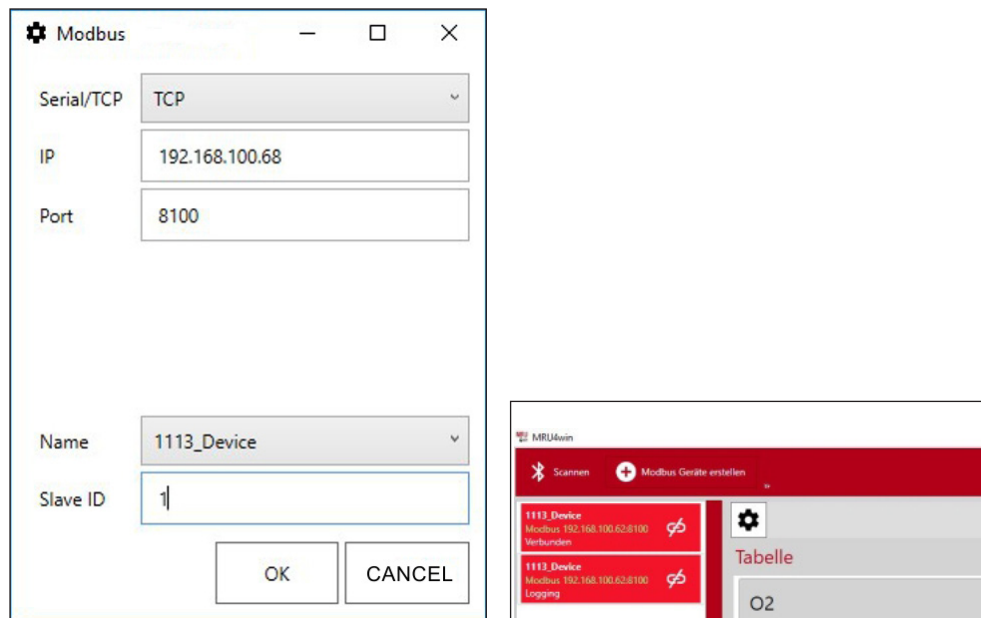 Modbus
Serial/TCP TCP
IP 192.168.100.68
Port 8100
Name 1113_Device
Slave ID 1
OK CANCEL
MRU4win
Scannen Modbus Geräte erstellen
1113_Device
Modbus 192.168.100.62:8100
Verbunden
1113_Device
Modbus 192.168.100.62:8100
Logging
Tabelle
O2